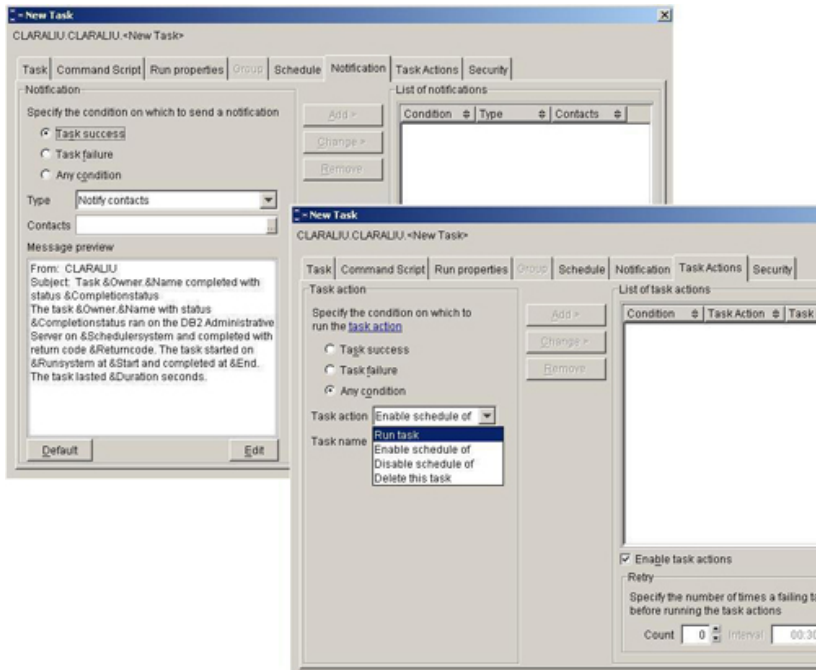 New Task
CLARALIU.CLARALIU.<New Task>
Task Command Script Run properties Group Schedule Notification Task Actions Security
Notification
Specify the condition on which to send a notification
Task success
Task failure
Any condition
Type Notify contacts
Contacts ...
Message preview
From: CLARALIU
Subject: Task &Owner.&Name completed with
status &Completionstatus
The task &Owner.&Name with status
&Completionstatus ran on the DB2 Administrative
Server on &Schedulersystem and completed with
return code &Returncode. The task started on
&Runsystem at &Start and completed at &End.
The task lasted &Duration seconds.
Default Edit
Add »
Change »
Remove
List of notifications
Condition Type Contacts
New Task
CLARALIU.CLARALIU.<New Task>
Task Command Script Run properties Group Schedule Notification Task Actions Security
Task action
Specify the condition on which to
run the task action
Task success
Task failure
Any condition
Task action Enable schedule of
Task name
Run task
Enable schedule of
Disable schedule of
Delete this task
Add »
Change »
Remove
List of task actions
Condition Task Action Task
Enable task actions
Retry
Specify the number of times a failing ta
before running the task actions
Count 0 Interval 00:30